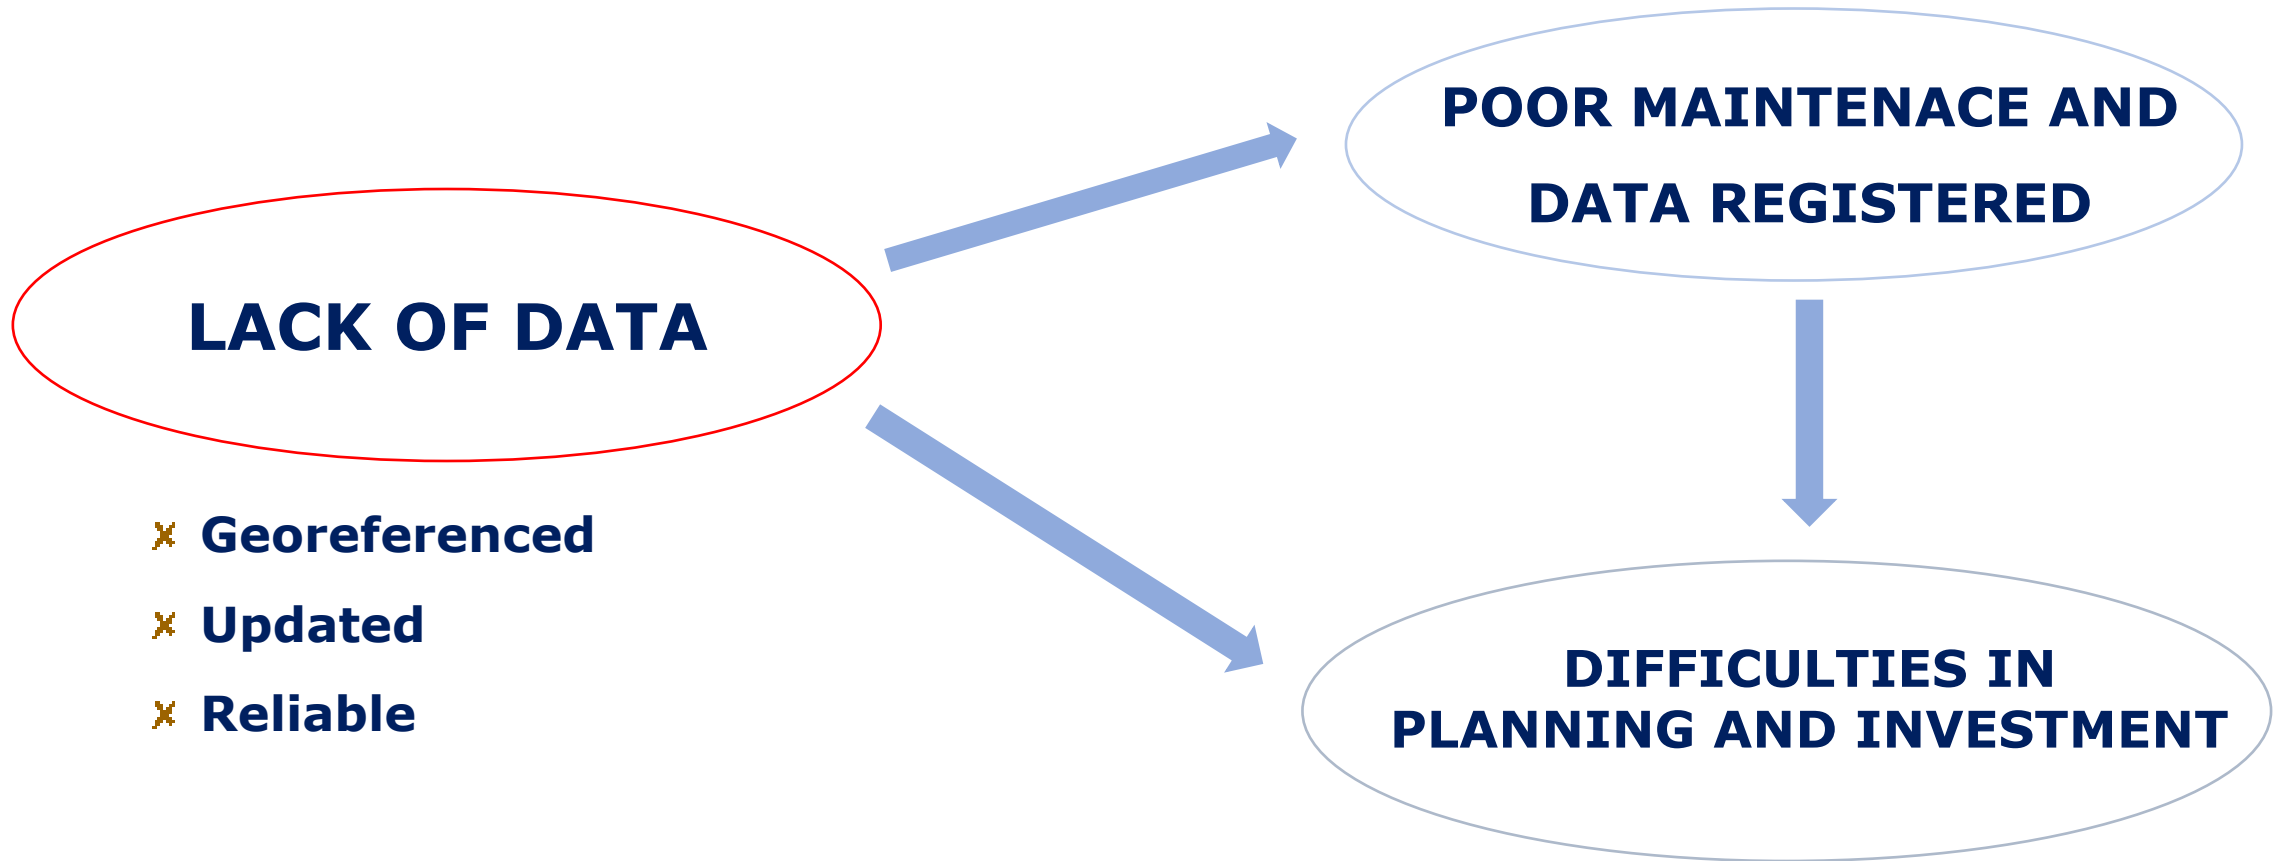 LACK OF DATA
Georeferenced
Updated
Reliable
POOR MAINTENACE AND
DATA REGISTERED
DIFFICULTIES IN
PLANNING AND INVESTMENT